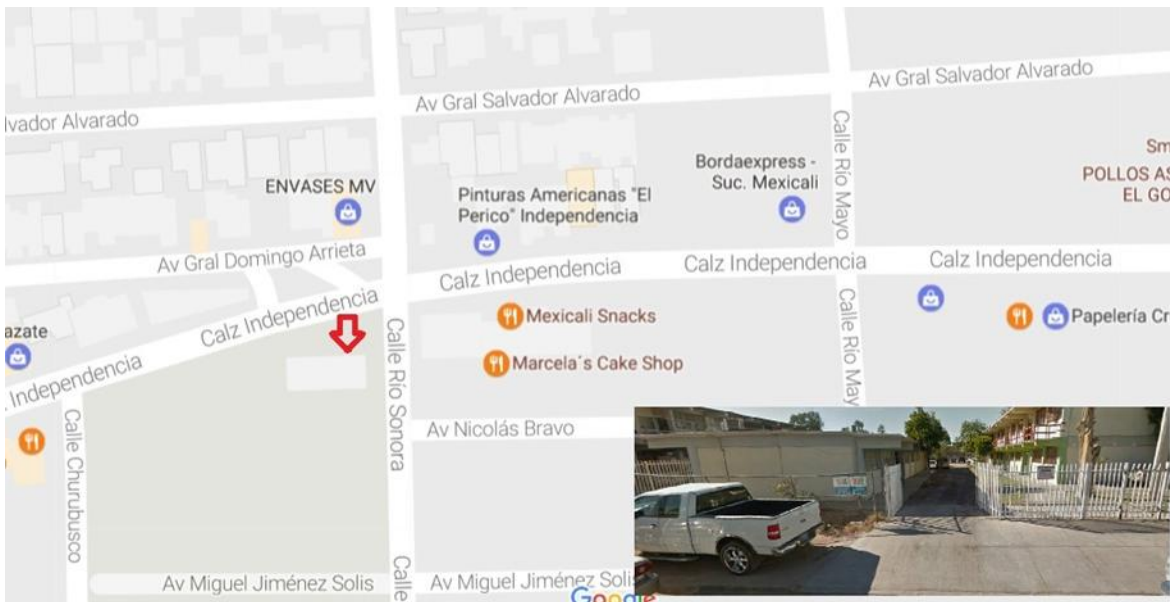 Av Gral Salvador Alvarado
Av Gral Salvador Alvarado
lvador Alvarado
Calle Río Mayo
Sm
POLLOS AS
EL GO
Bordaexpress -
Suc. Mexicali
ENVASES MV
Pinturas Americanas "El
Perico" Independencia
Av Gral Domingo Arrieta
Calz Independencia
Calz Independencia
Calz Independencia
Calz Independencia
Mexicali Snacks
Papelería Cr
azate
Calle Río Sonora
Calle Río May
Marcela´s Cake Shop
z Independencia
Av Nicolás Bravo
Calle Churubusco
Av Miguel Jiménez Solis
Calle
Av Miguel Jiménez Solis
Google